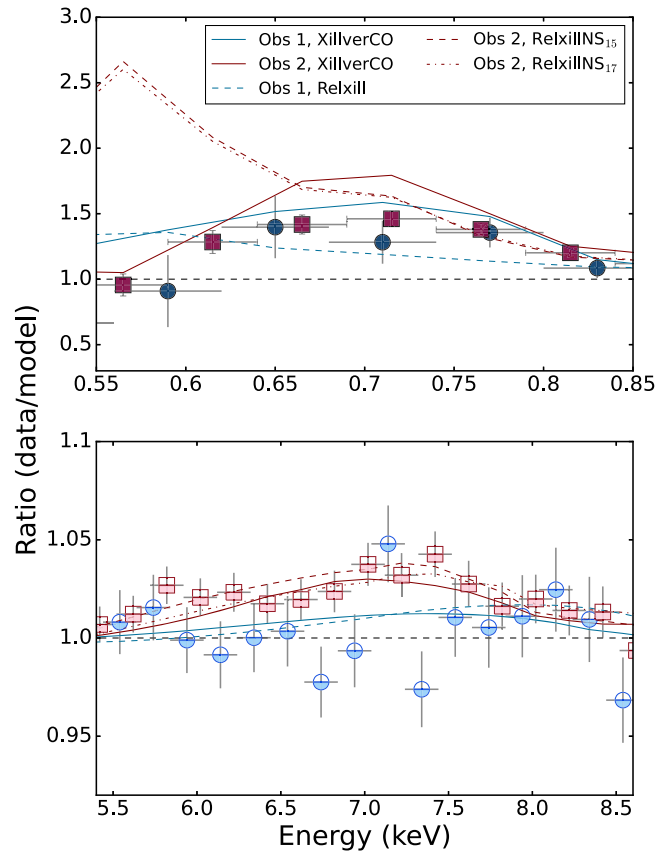 3.0
2.5
2.0
1.5
1.0
0.5
Obs 1, XillverCO
Obs 2, XillverCO
Obs 1, Relxill
Obs 2, RelxillNS₁₅
Obs 2, RelxillNS₁₇
0.55 0.6 0.65 0.7 0.75 0.8 0.85
Ratio (data/model)
1.1
1.05
1.0
0.95
5.5 6.0 6.5 7.0 7.5 8.0 8.5
Energy (keV)